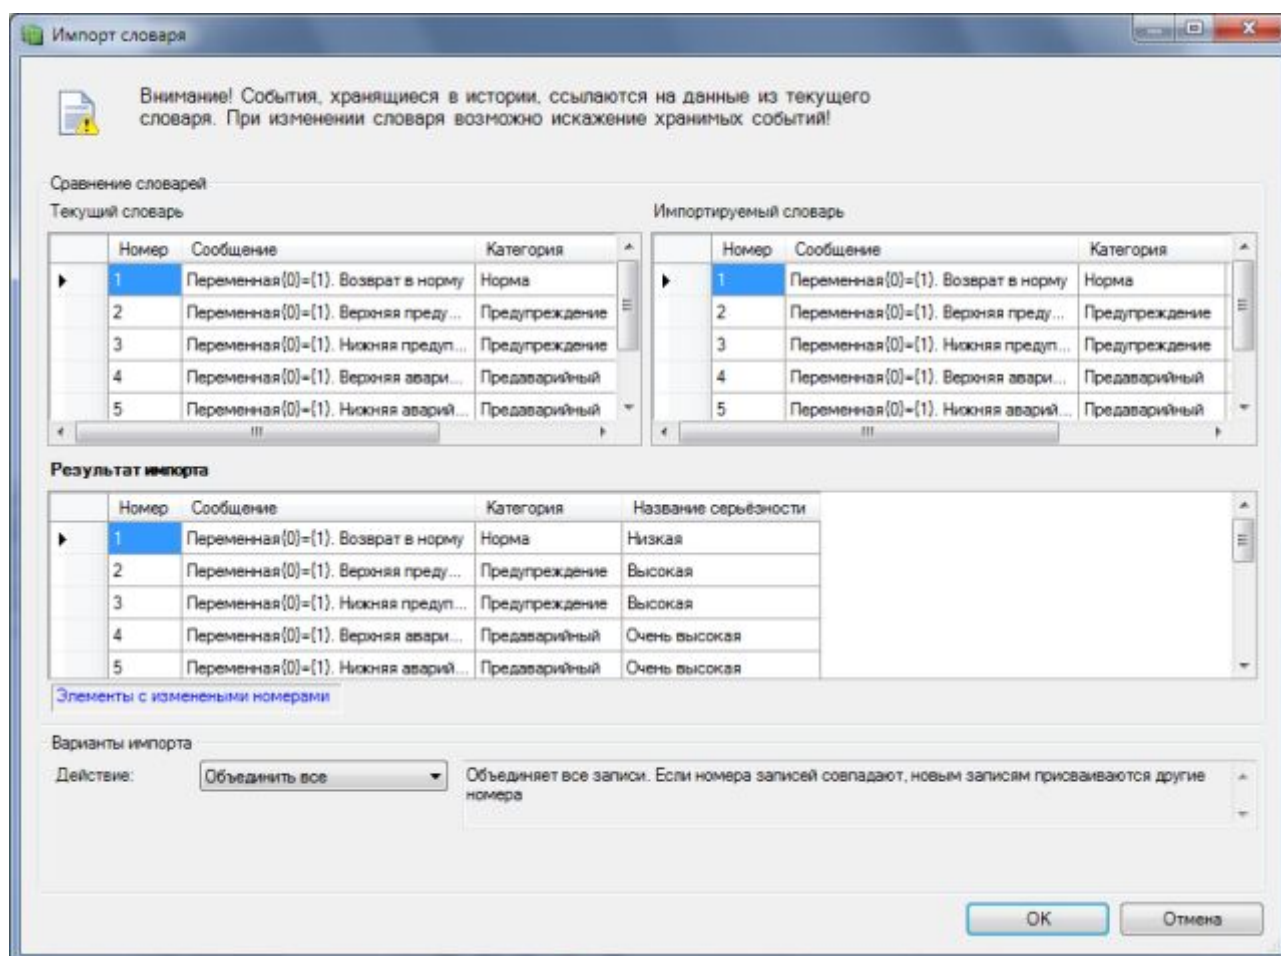 Импорт словаря
Внимание! События, хранящиеся в истории, ссылаются на данные из текущего
словаря. При изменении словаря возможно искажение хранимых событий!
Сравнение словарей
Текущий словарь
Номер Сообщение Категория
1 Переменная{0}={1}. Возврат в норму Норма
2 Переменная{0}={1}. Верхняя преду... Предупреждение
3 Переменная{0}={1}. Нижняя предуп... Предупреждение
4 Переменная{0}={1}. Верхняя авари... Предаварийный
5 Переменная{0}={1}. Нижняя аварий... Предаварийный
Импортируемый словарь
Номер Сообщение Категория
1 Переменная{0}={1}. Возврат в норму Норма
2 Переменная{0}={1}. Верхняя преду... Предупреждение
3 Переменная{0}={1}. Нижняя предуп... Предупреждение
4 Переменная{0}={1}. Верхняя авари... Предаварийный
5 Переменная{0}={1}. Нижняя аварий... Предаварийный
Результат импорта
Номер Сообщение Категория Название серьёзности
1 Переменная{0}={1}. Возврат в норму Норма Низкая
2 Переменная{0}={1}. Верхняя преду... Предупреждение Высокая
3 Переменная{0}={1}. Нижняя предуп... Предупреждение Высокая
4 Переменная{0}={1}. Верхняя авари... Предаварийный Очень высокая
5 Переменная{0}={1}. Нижняя аварий... Предаварийный Очень высокая
Элементы с изменеными номерами
Варианты импорта
Действие: Объединить все
Объединяет все записи. Если номера записей совпадают, новым записям присваиваются другие
номера
OK Отмена